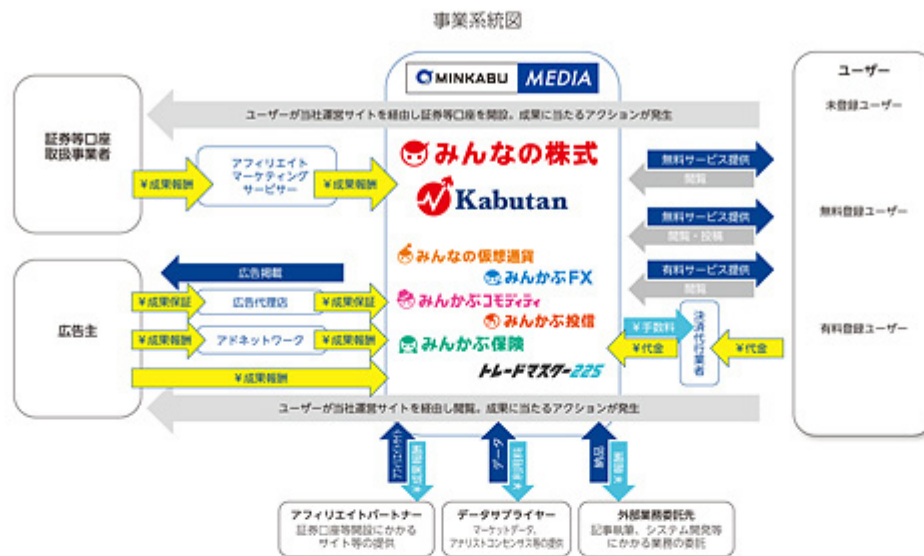 事業系統図
MINKABU MEDIA
ユーザー
ユーザーが当社運営サイトを経由し証券等口座を開設。成果に当たるアクションが発生
未登録ユーザー
証券等口座
取扱事業者
¥成果報酬
アフィリエイト
マーケティング
サービサー
¥成果報酬
みんなの株式
Kabutan
無料サービス提供
閲覧
無料サービス提供
閲覧・投稿
無料登録ユーザー
有料サービス提供
閲覧
広告主
広告掲載
¥成果保証
広告代理店
¥成果保証
¥成果報酬
アドネットワーク
¥成果報酬
¥成果報酬
みんなの仮想通貨
みんかぶFX
みんかぶコモディティ
みんかぶ投信
みんかぶ保険
トレードマスター225
¥手数料
¥代金
決済代行業者
¥代金
有料登録ユーザー
ユーザーが当社運営サイトを経由し閲覧。成果に当たるアクションが発生
アフィリエイトサイト
¥成果報酬
データ
¥利用料
納品
¥報酬
アフィリエイトパートナー
証券口座等開設にかかる
サイト等の提供
データサプライヤー
マーケットデータ、
アナリストコンセンサス等の提供
外部業務委託先
記事執筆、システム開発等
にかかる業務の委託